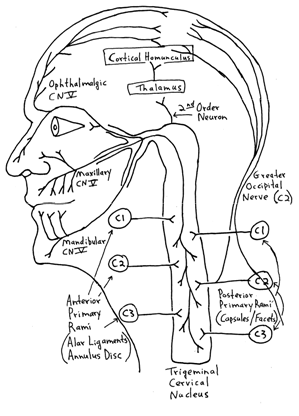 Cortical Homunculus
Thalamus
Ophthalmalgic
CN V
2nd Order
Neuron
Maxillary
CN V
Greater
Occipital
Nerve (C2)
Mandibular
CN V
C1
C2
C3
C1
C2
C3
Anterior
Primary
Rami
Alar Ligaments
Annulus Disc)
Posterior
Primary Rami
(Capsules/Facets)
Trigeminal
Cervical
Nucleus